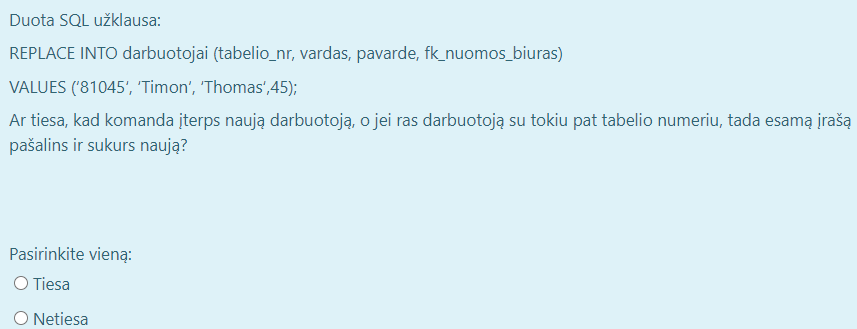 Duota SQL užklausa:
REPLACE INTO darbuotojai (tabelio_nr, vardas, pavarde, fk_nuomos_biuras)
VALUES (‘81045‘, ‘Timon‘, ‘Thomas‘,45);
Ar tiesa, kad komanda įterps naują darbuotoją, o jei ras darbuotoją su tokiu pat tabelio numeriu, tada esamą įrašą
pašalins ir sukurs naują?
Pasirinkite vieną:
Tiesa
Netiesa